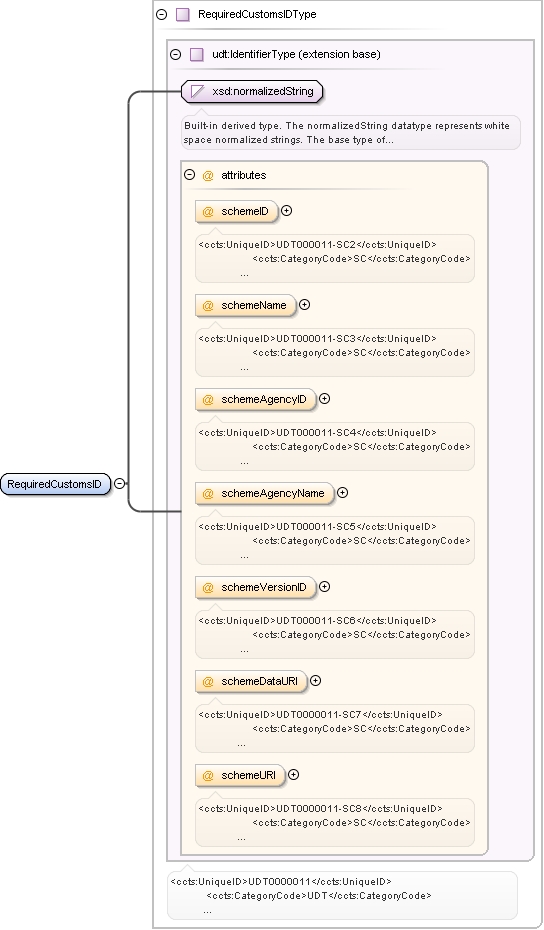 RequiredCustomsIDType
udt:IdentifierType (extension base)
xsd:normalizedString
Built-in derived type. The normalizedString datatype represents white
space normalized strings. The base type of...
@ attributes
@ schemeID
<ccts:UniqueID>UDT000011-SC2</ccts:UniqueID>
<ccts:CategoryCode>SC</ccts:CategoryCode>
...
@ schemeName
<ccts:UniqueID>UDT000011-SC3</ccts:UniqueID>
<ccts:CategoryCode>SC</ccts:CategoryCode>
...
@ schemeAgencyID
<ccts:UniqueID>UDT000011-SC4</ccts:UniqueID>
<ccts:CategoryCode>SC</ccts:CategoryCode>
...
RequiredCustomsID
@ schemeAgencyName
<ccts:UniqueID>UDT000011-SC5</ccts:UniqueID>
<ccts:CategoryCode>SC</ccts:CategoryCode>
...
@ schemeVersionID
<ccts:UniqueID>UDT000011-SC6</ccts:UniqueID>
<ccts:CategoryCode>SC</ccts:CategoryCode>
...
@ schemeDataURI
<ccts:UniqueID>UDT0000011-SC7</ccts:UniqueID>
<ccts:CategoryCode>SC</ccts:CategoryCode>
...
@ schemeURI
<ccts:UniqueID>UDT0000011-SC8</ccts:UniqueID>
<ccts:CategoryCode>SC</ccts:CategoryCode>
...
<ccts:UniqueID>UDT0000011</ccts:UniqueID>
<ccts:CategoryCode>UDT</ccts:CategoryCode>
...